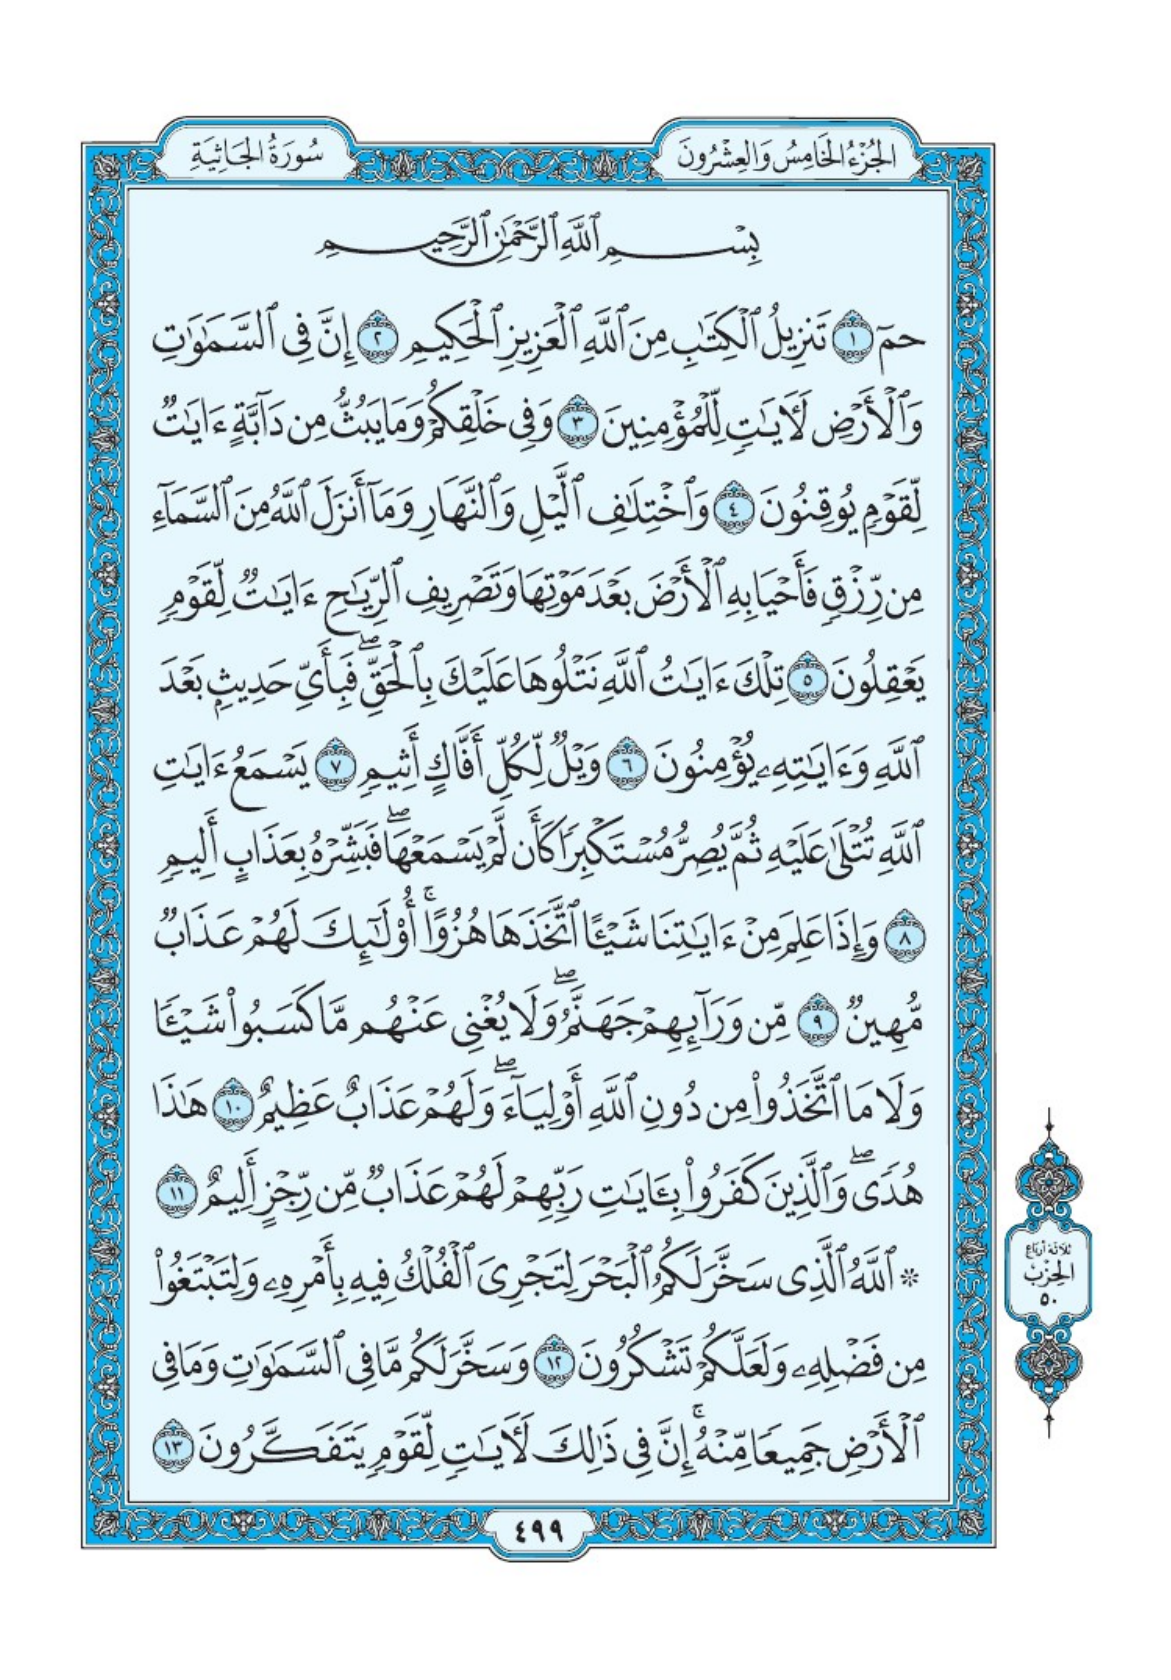 الجُزْءُ الخَامِسُ وَالعِشْرُونَ
سُورَةُ الجَاثِيَةِ
بِسْمِ ٱللَّهِ ٱلرَّحْمَٰنِ ٱلرَّحِيمِ
حمٓ ١ تَنزِيلُ ٱلْكِتَٰبِ مِنَ ٱللَّهِ ٱلْعَزِيزِ ٱلْحَكِيمِ ٢ إِنَّ فِى ٱلسَّمَٰوَٰتِ
وَٱلْأَرْضِ لَءَايَٰتٍ لِّلْمُؤْمِنِينَ ٣ وَفِى خَلْقِكُمْ وَمَا يَبُثُّ مِن دَآبَّةٍ ءَايَٰتٌ
لِّقَوْمٍ يُوقِنُونَ ٤ وَٱخْتِلَٰفِ ٱلَّيْلِ وَٱلنَّهَارِ وَمَآ أَنزَلَ ٱللَّهُ مِنَ ٱلسَّمَآءِ
مِن رِّزْقٍ فَأَحْيَا بِهِ ٱلْأَرْضَ بَعْدَ مَوْتِهَا وَتَصْرِيفِ ٱلرِّيَٰحِ ءَايَٰتٌ لِّقَوْمٍ
يَعْقِلُونَ ٥ تِلْكَ ءَايَٰتُ ٱللَّهِ نَتْلُوهَا عَلَيْكَ بِٱلْحَقِّ ۖ فَبِأَىِّ حَدِيثٍۭ بَعْدَ
ٱللَّهِ وَءَايَٰتِهِۦ يُؤْمِنُونَ ٦ وَيْلٌ لِّكُلِّ أَفَّاكٍ أَثِيمٍ ٧ يَسْمَعُ ءَايَٰتِ
ٱللَّهِ تُتْلَىٰ عَلَيْهِ ثُمَّ يُصِرُّ مُسْتَكْبِرًا كَأَن لَّمْ يَسْمَعْهَا ۖ فَبَشِّرْهُ بِعَذَابٍ أَلِيمٍ
٨ وَإِذَا عَلِمَ مِنْ ءَايَٰتِنَا شَيْـًٔا ٱتَّخَذَهَا هُزُوًا ۚ أُو۟لَٰٓئِكَ لَهُمْ عَذَابٌ
مُّهِينٌ ٩ مِّن وَرَآئِهِمْ جَهَنَّمُ ۖ وَلَا يُغْنِى عَنْهُم مَّا كَسَبُوا۟ شَيْـًٔا
وَلَا مَا ٱتَّخَذُوا۟ مِن دُونِ ٱللَّهِ أَوْلِيَآءَ ۖ وَلَهُمْ عَذَابٌ عَظِيمٌ ١٠ هَٰذَا
هُدًى ۖ وَٱلَّذِينَ كَفَرُوا۟ بِـَٔايَٰتِ رَبِّهِمْ لَهُمْ عَذَابٌ مِّن رِّجْزٍ أَلِيمٌ ١١
۞ ٱللَّهُ ٱلَّذِى سَخَّرَ لَكُمُ ٱلْبَحْرَ لِتَجْرِىَ ٱلْفُلْكُ فِيهِ بِأَمْرِهِۦ وَلِتَبْتَغُوا۟
مِن فَضْلِهِۦ وَلَعَلَّكُمْ تَشْكُرُونَ ١٢ وَسَخَّرَ لَكُم مَّا فِى ٱلسَّمَٰوَٰتِ وَمَا فِى
ٱلْأَرْضِ جَمِيعًا مِّنْهُ ۚ إِنَّ فِى ذَٰلِكَ لَءَايَٰتٍ لِّقَوْمٍ يَتَفَكَّرُونَ ١٣
ثلاثة أرباع
الحِزْب
٥٠
٤٩٩